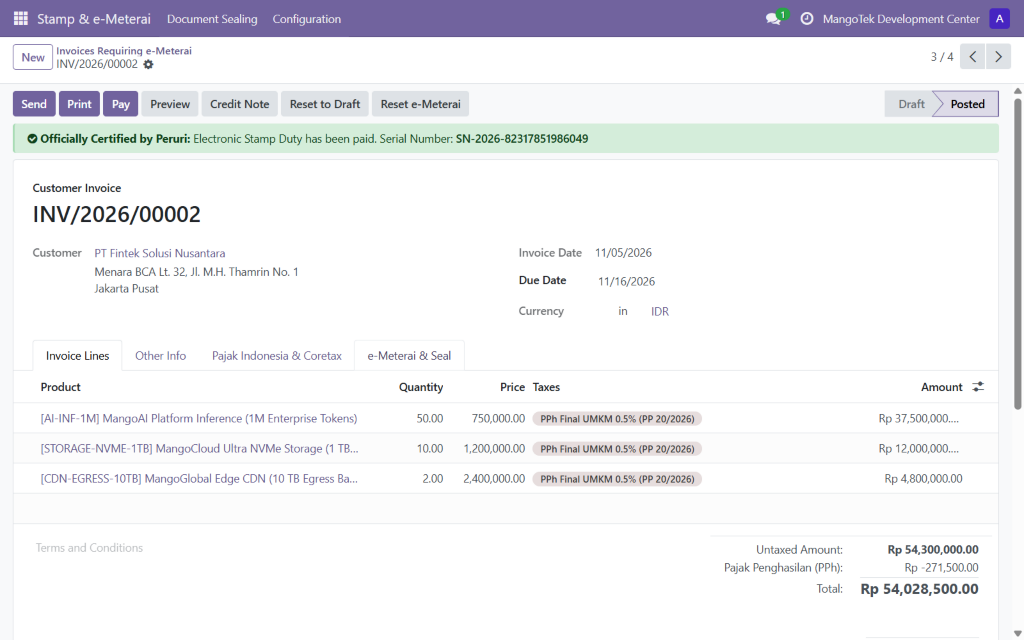 Stamp & e-Meterai Document Sealing Configuration 1 MangoTek Development Center A
New Invoices Requiring e-Meterai
INV/2026/00002 3 / 4
Send Print Pay Preview Credit Note Reset to Draft Reset e-Meterai Draft Posted
Officially Certified by Peruri: Electronic Stamp Duty has been paid. Serial Number: SN-2026-82317851986049
Customer Invoice
INV/2026/00002
Customer PT Fintek Solusi Nusantara Invoice Date 11/05/2026
Menara BCA Lt. 32, Jl. M.H. Thamrin No. 1
Jakarta Pusat Due Date 11/16/2026
Currency in IDR
Invoice Lines Other Info Pajak Indonesia & Coretax e-Meterai & Seal
Product Quantity Price Taxes Amount
[AI-INF-1M] MangoAI Platform Inference (1M Enterprise Tokens) 50.00 750,000.00 PPh Final UMKM 0.5% (PP 20/2026) Rp 37,500,000....
[STORAGE-NVME-1TB] MangoCloud Ultra NVMe Storage (1 TB... 10.00 1,200,000.00 PPh Final UMKM 0.5% (PP 20/2026) Rp 12,000,000....
[CDN-EGRESS-10TB] MangoGlobal Edge CDN (10 TB Egress Ba... 2.00 2,400,000.00 PPh Final UMKM 0.5% (PP 20/2026) Rp 4,800,000.00
Terms and Conditions
Untaxed Amount: Rp 54,300,000.00
Pajak Penghasilan (PPh): Rp -271,500.00
Total: Rp 54,028,500.00